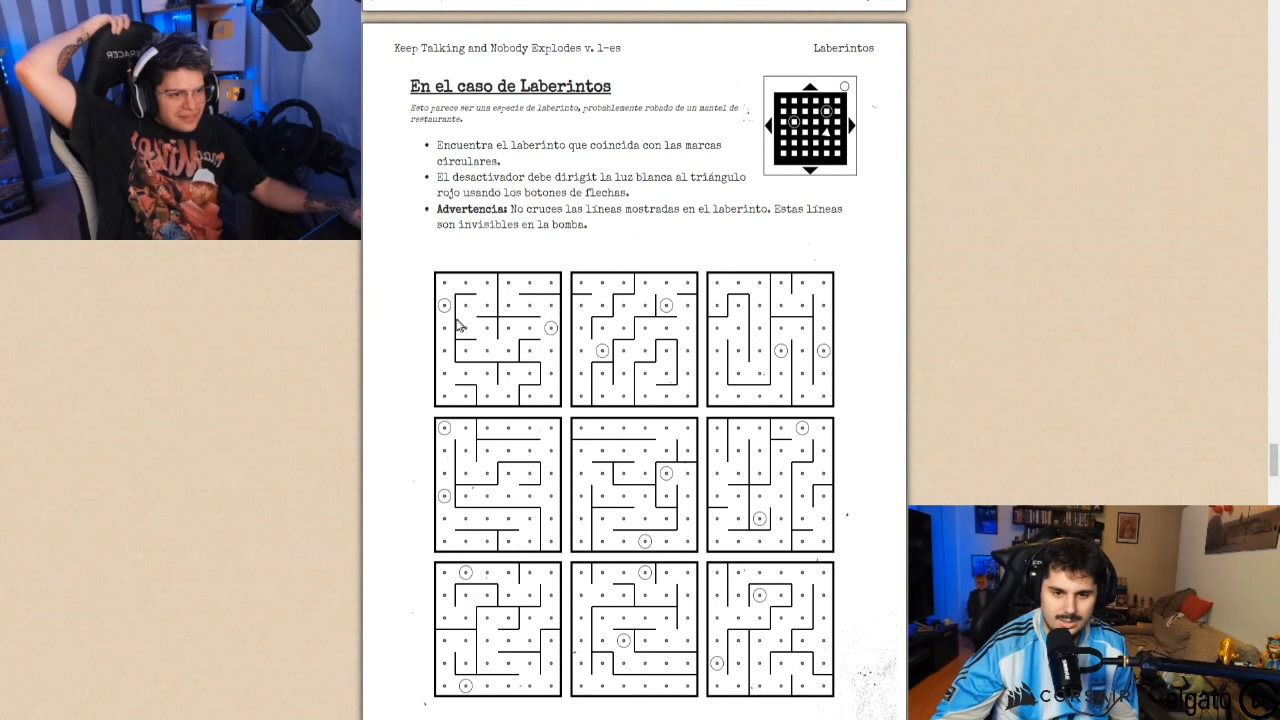 Keep Talking and Nobody Explodes v. 1-es
Laberintos
En el caso de Laberintos
Esto parece ser una especie de laberinto, probablemente robado de un mantel de
restaurante.
• Encuentra el laberinto que coincida con las marcas
circulares.
• El desactivador debe dirigit la luz blanca al triángulo
rojo usando los botones de flechas.
• Advertencia: No cruces las líneas mostradas en el laberinto. Estas líneas
son invisibles en la bomba.
CORSAIR
elgato